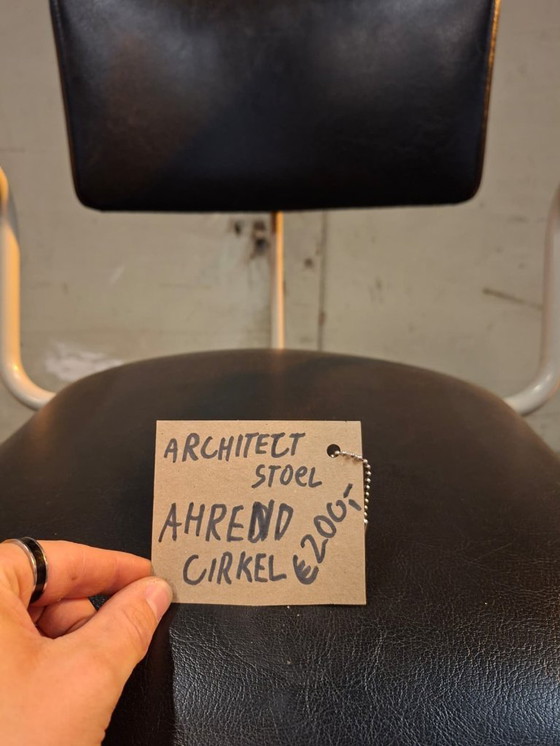 ARCHITECT
STOEL
AHREND
CIRKEL
€200,-